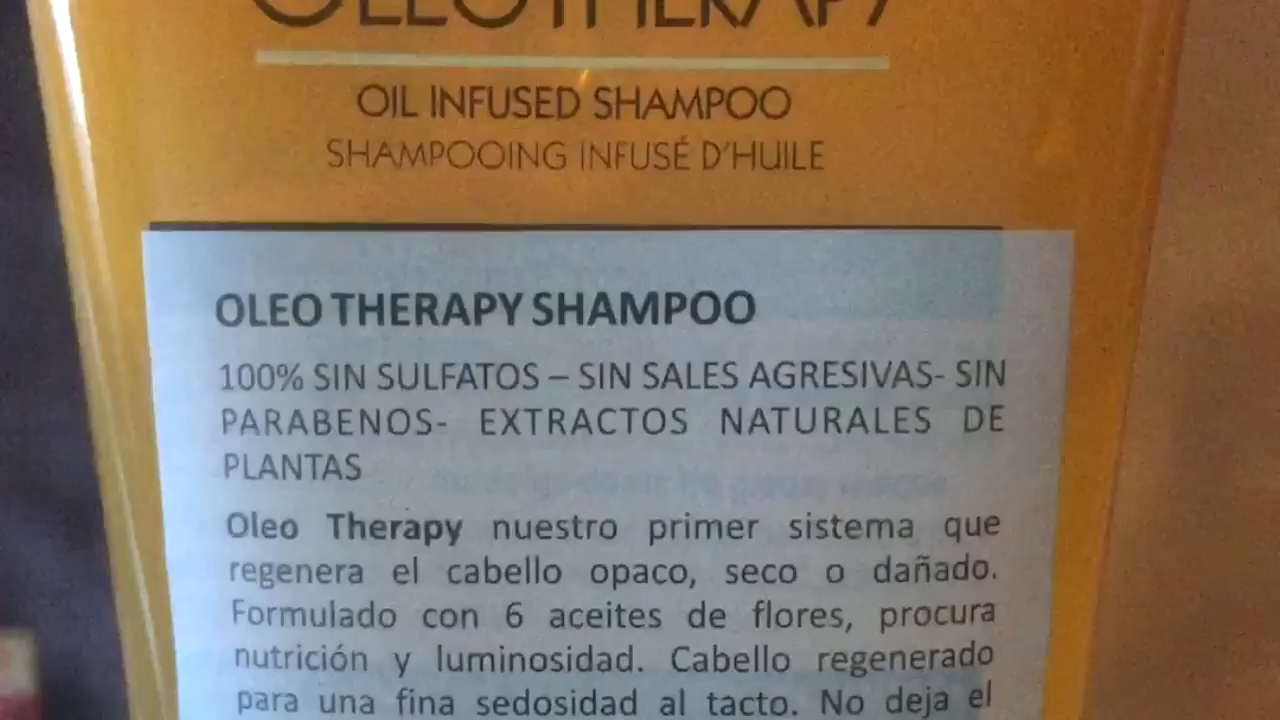 OLEOTHERAPY
OIL INFUSED SHAMPOO
SHAMPOOING INFUSÉ D'HUILE
OLEO THERAPY SHAMPOO
100% SIN SULFATOS – SIN SALES AGRESIVAS- SIN
PARABENOS- EXTRACTOS NATURALES DE
PLANTAS
Oleo Therapy nuestro primer sistema que
regenera el cabello opaco, seco o dañado.
Formulado con 6 aceites de flores, procura
nutrición y luminosidad. Cabello regenerado
para una fina sedosidad al tacto. No deja el